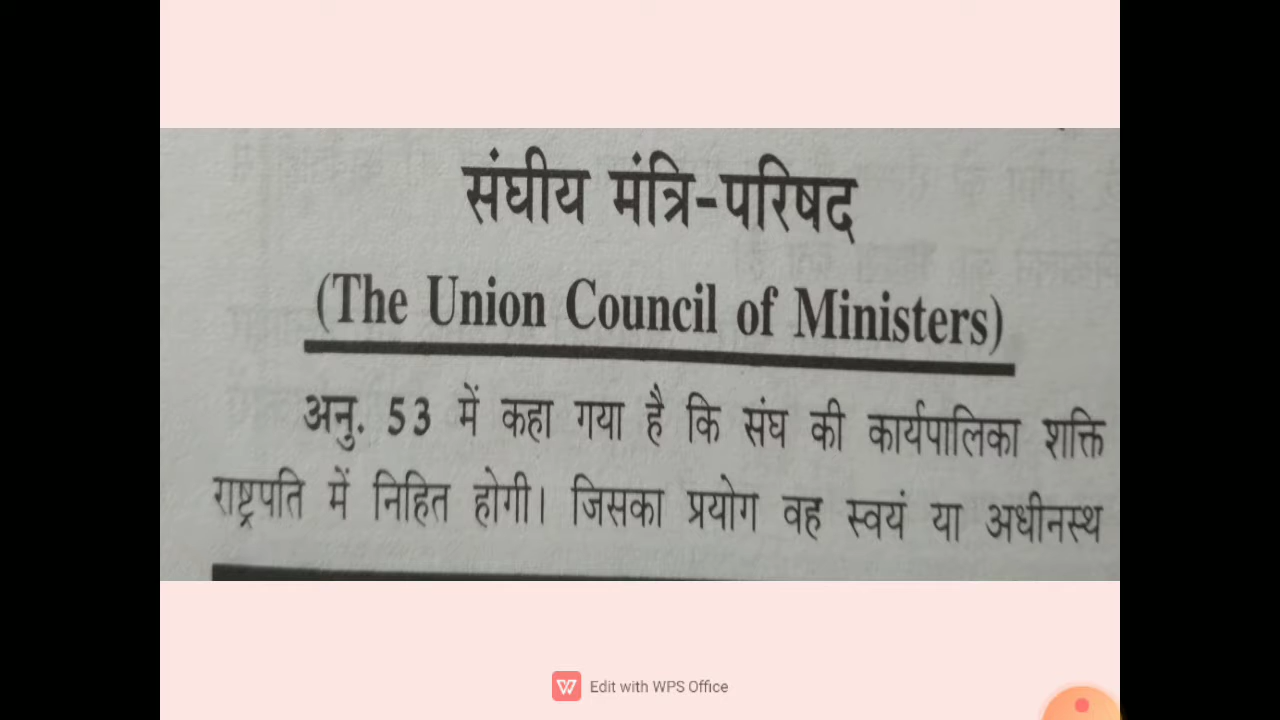 संघीय मंत्रि-परिषद
(The Union Council of Ministers)
अनु. 53 में कहा गया है कि संघ की कार्यपालिका शक्ति
राष्ट्रपति में निहित होगी। जिसका प्रयोग वह स्वयं या अधीनस्थ
Edit with WPS Office